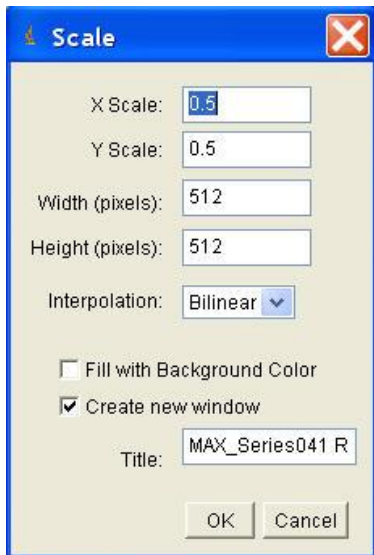 Scale
X Scale: 0.5
Y Scale: 0.5
Width (pixels): 512
Height (pixels): 512
Interpolation: Bilinear
Fill with Background Color
Create new window
Title: MAX_Series041 R
OK Cancel